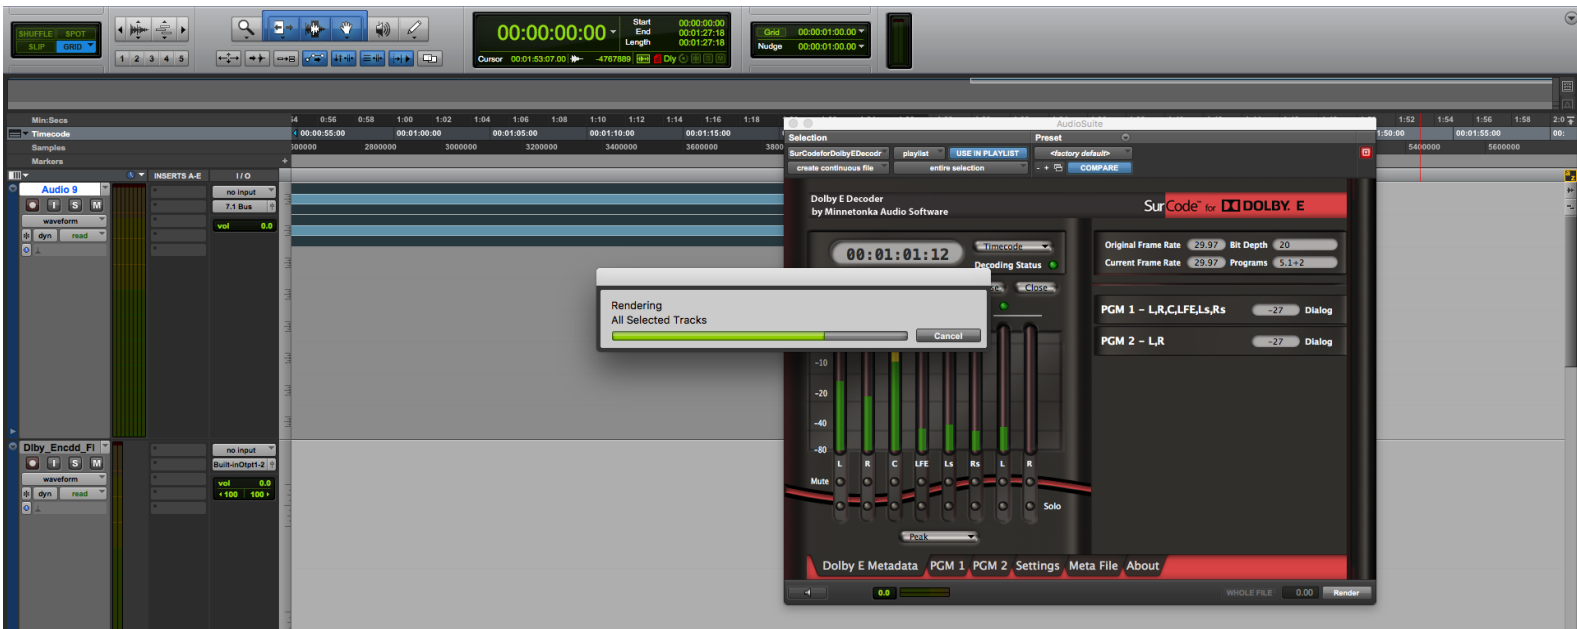 SHUFFLE SPOT
SLIP GRID
1 2 3 4 5
00:00:00:00
Start 00:00:00:00
End 00:01:27:18
Length 00:01:27:18
Cursor 00:01:53:07.00 -4767889 Dly
Grid 00:00:01:00.00
Nudge 00:00:01:00.00
Min:Secs 0:56 0:58 1:00 1:02 1:04 1:06 1:08 1:10 1:12 1:14 1:16 1:18 1:52 1:54 1:56 1:58 2:0
Timecode 00:00:55:00 00:01:00:00 00:01:05:00 00:01:10:00 00:01:15:00 1:50:00 00:01:55:00 00:
Samples 2800000 3000000 3200000 3400000 3600000 3800 5400000 5600000
Markers
INSERTS A-E I / O
Audio 9
I S M
waveform
dyn read
no input
7.1 Bus
vol 0.0
Dlby_Encdd_Fl
I S M
waveform
dyn read
no input
Built-inOtpt1-2
vol 0.0
100 100
AudioSuite
Selection Preset
SurCodeforDolbyEDecodr playlist USE IN PLAYLIST <factory default>
create continuous file entire selection - + COMPARE
Dolby E Decoder
by Minnetonka Audio Software
SurCode™ for DOLBY E
00:01:01:12
Timecode
Decoding Status
Close
Original Frame Rate 29.97 Bit Depth 20
Current Frame Rate 29.97 Programs 5.1+2
PGM 1 - L,R,C,LFE,Ls,Rs -27 Dialog
PGM 2 - L,R -27 Dialog
Rendering
All Selected Tracks
Cancel
-10
-20
-40
-80
L R C LFE Ls Rs L R
Mute
Solo
Peak
Dolby E Metadata PGM 1 PGM 2 Settings Meta File About
0.0
WHOLE FILE 0.00 Render